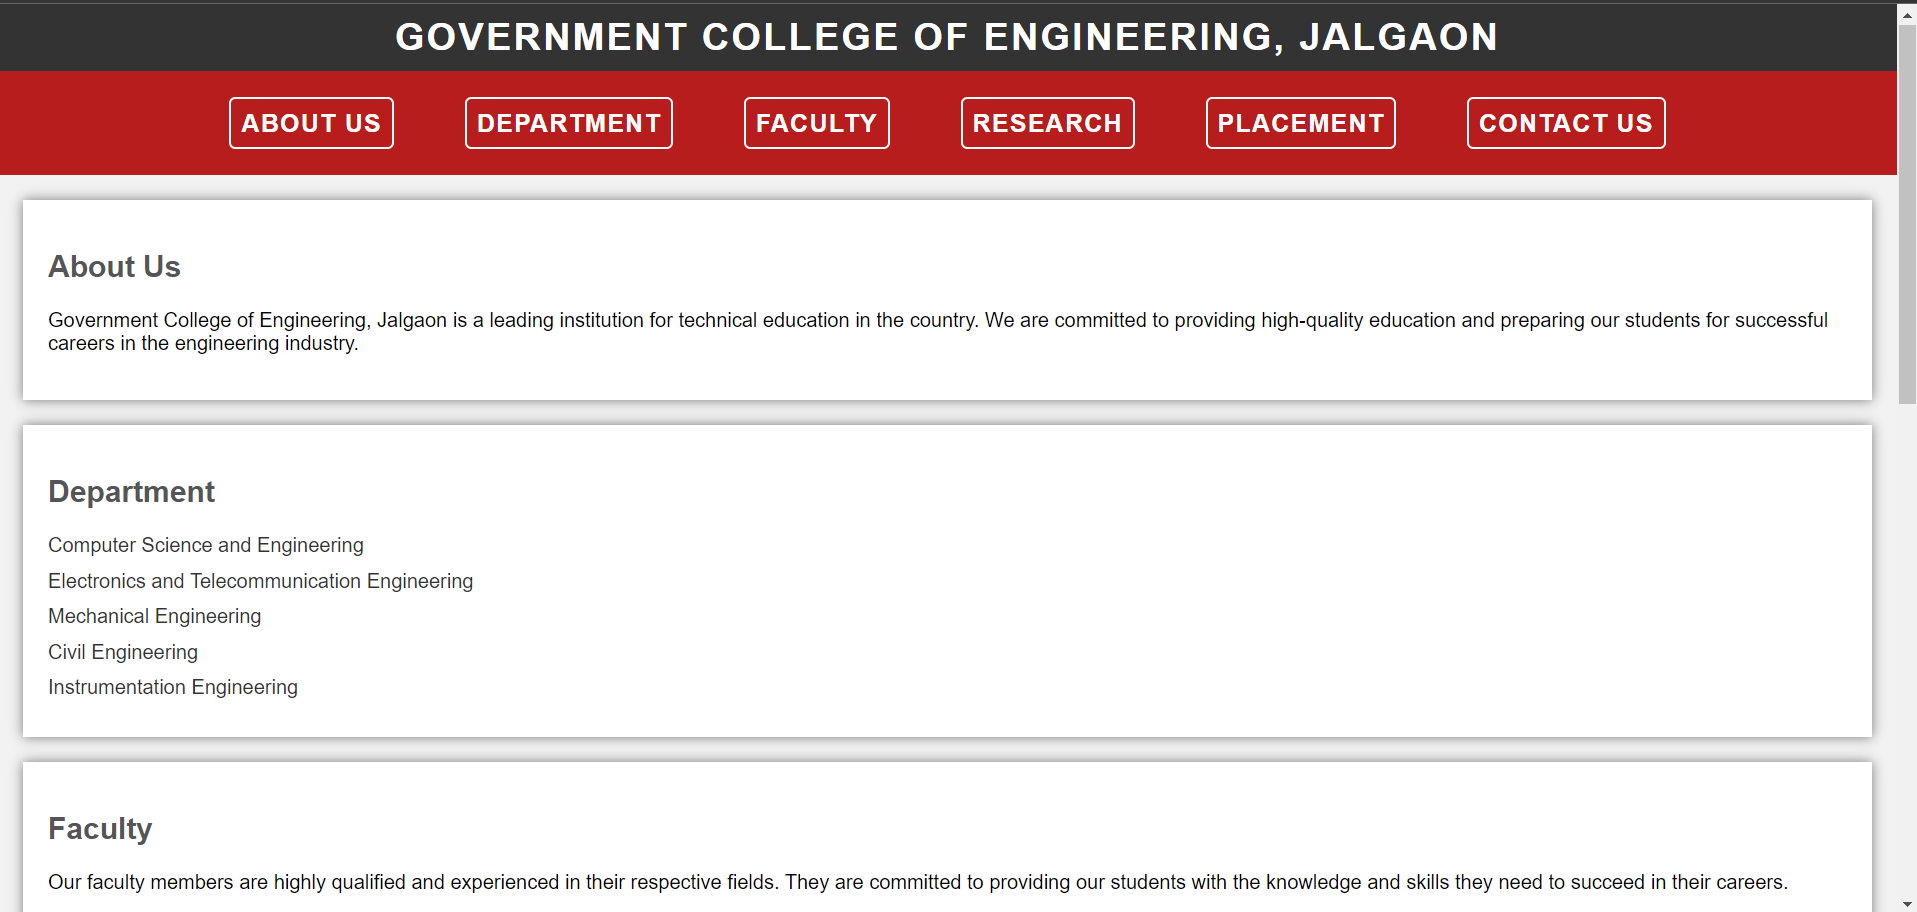 GOVERNMENT COLLEGE OF ENGINEERING, JALGAON
ABOUT US DEPARTMENT FACULTY RESEARCH PLACEMENT CONTACT US
About Us
Government College of Engineering, Jalgaon is a leading institution for technical education in the country. We are committed to providing high-quality education and preparing our students for successful
careers in the engineering industry.
Department
Computer Science and Engineering
Electronics and Telecommunication Engineering
Mechanical Engineering
Civil Engineering
Instrumentation Engineering
Faculty
Our faculty members are highly qualified and experienced in their respective fields. They are committed to providing our students with the knowledge and skills they need to succeed in their careers.